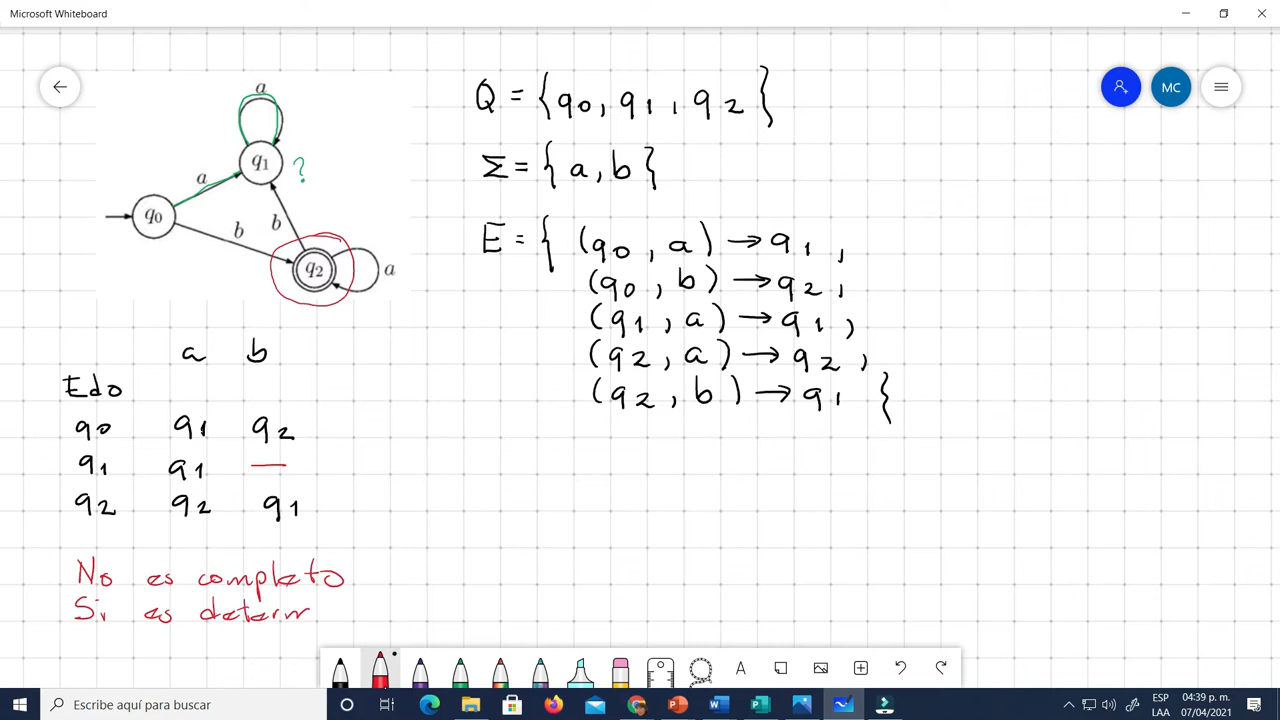 Microsoft Whiteboard
MC
a
q1 ?
a
q0
b
b
q2
a
Q = {q0, q1, q2}
Σ = {a, b}
E = { (q0, a) → q1,
(q0, b) → q2,
(q1, a) → q1,
(q2, a) → q2,
(q2, b) → q1 }
a b
Edo
q0 q1 q2
q1 q1 —
q2 q2 q1
No es completo
Si es determ
A
Escribe aquí para buscar
ESP
LAA
04:39 p. m.
07/04/2021